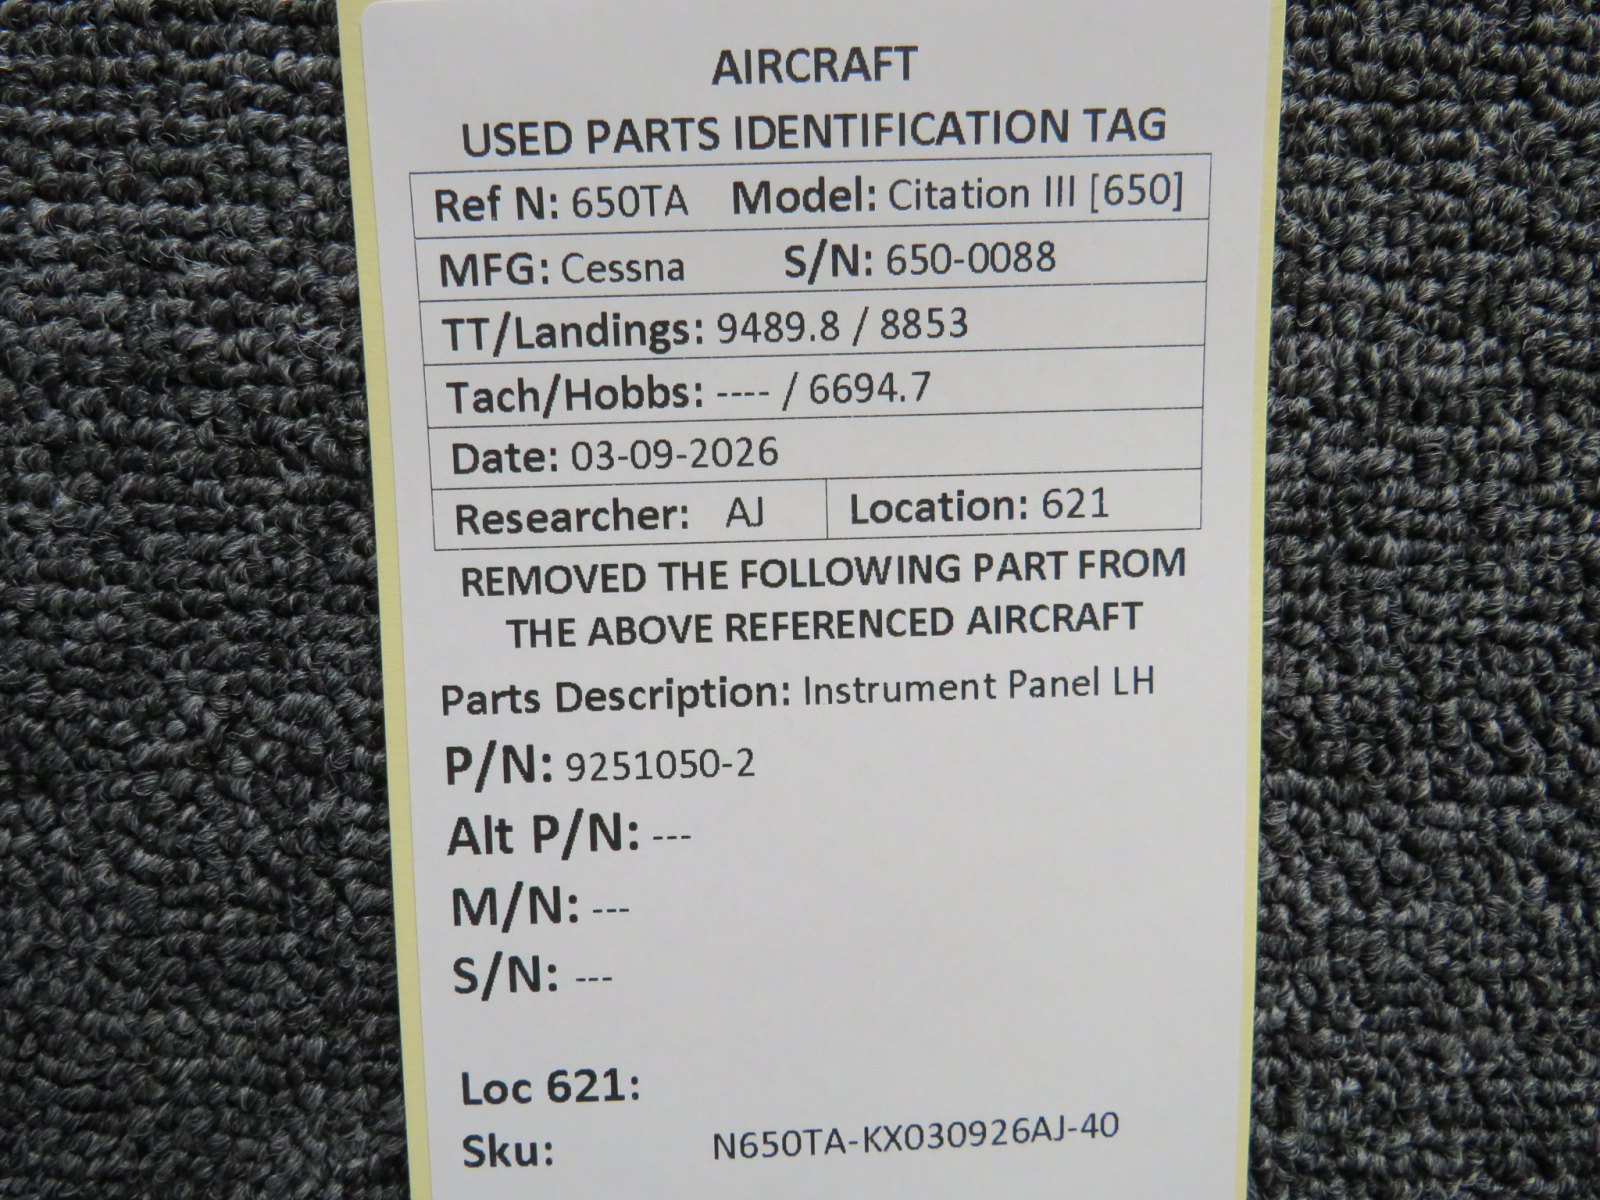 AIRCRAFT
USED PARTS IDENTIFICATION TAG
Ref N: 650TA Model: Citation III [650]
MFG: Cessna S/N: 650-0088
TT/Landings: 9489.8 / 8853
Tach/Hobbs: ---- / 6694.7
Date: 03-09-2026
Researcher: AJ Location: 621
REMOVED THE FOLLOWING PART FROM
THE ABOVE REFERENCED AIRCRAFT
Parts Description: Instrument Panel LH
P/N: 9251050-2
Alt P/N: ---
M/N: ---
S/N: ---
Loc 621:
Sku: N650TA-KX030926AJ-40